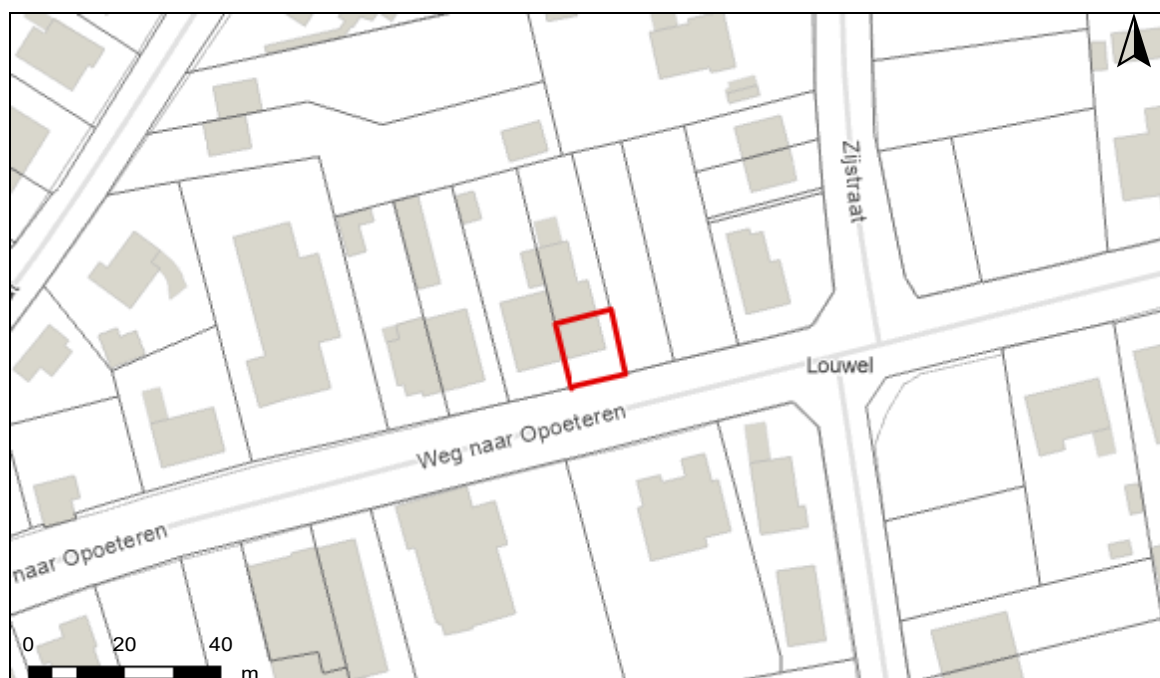 Zijstraat
Louwel
Weg naar Opoeteren
naar Opoeteren
0 20 40
m